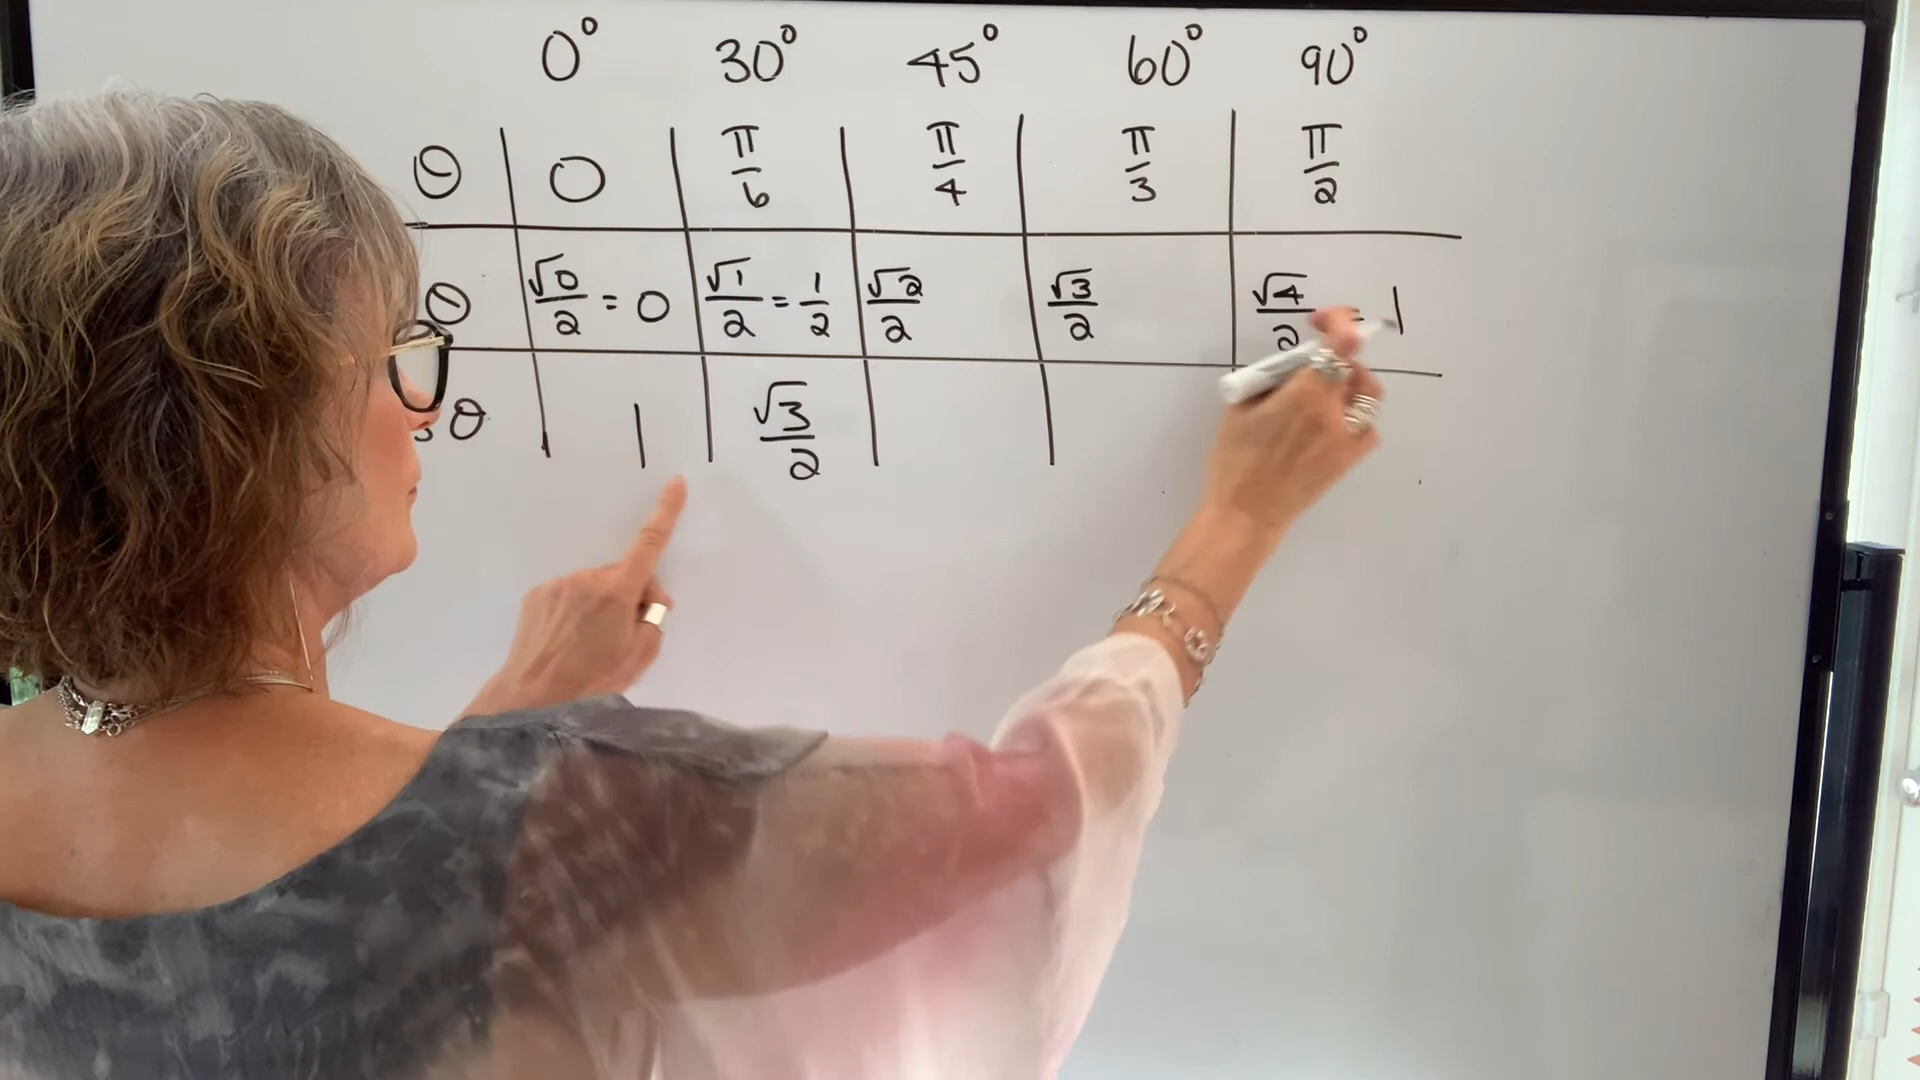 0° 30° 45° 60° 90°
θ 0 π/6 π/4 π/3 π/2
θ √0/2 = 0 √1/2 = 1/2 √2/2 √3/2 √4/2 = 1
s θ 1 √3/2